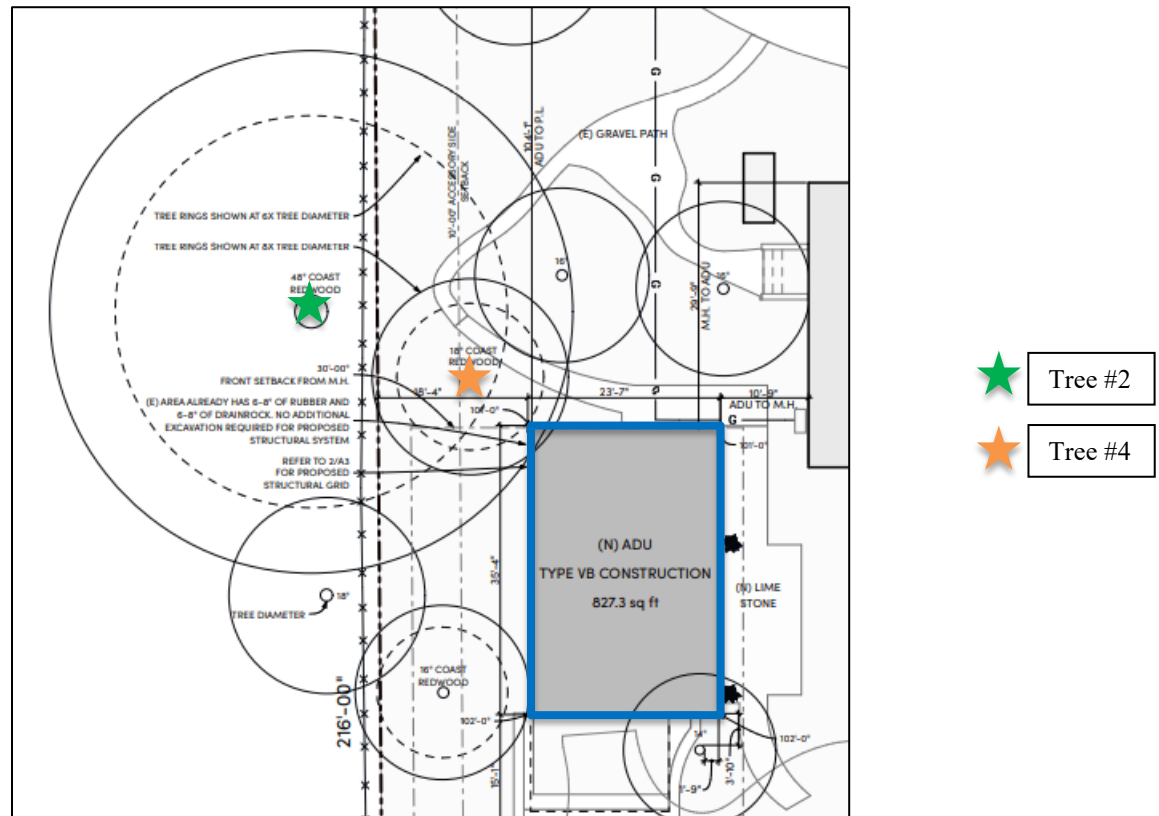 G
(E) GRAVEL PATH
104'-1"
ADU TO P.L.
10'-00" ACCESSORY SIDE
SETBACK
G
TREE RINGS SHOWN AT 6X TREE DIAMETER
TREE RINGS SHOWN AT 8X TREE DIAMETER
48" COAST
REDWOOD
16"
G
16"
29'-9"
M.H. TO ADU
18" COAST
REDWOOD
30'-00"
FRONT SETBACK FROM M.H.
18'-4"
23'-7"
10'-9"
ADU TO M.H.
G
G
(E) AREA ALREADY HAS 6-8" OF RUBBER AND
6-8" OF DRAINROCK. NO ADDITIONAL
EXCAVATION REQUIRED FOR PROPOSED
STRUCTURAL SYSTEM
101'-0"
REFER TO 2/A3
FOR PROPOSED
STRUCTURAL GRID
(N) ADU
TYPE VB CONSTRUCTION
827.3 sq ft
35'-4"
(N) LIME
STONE
18"
TREE DIAMETER
16" COAST
REDWOOD
216'-00"
102'-0"
102'-0"
14"
3'-10"
1'-9"
15'-1"
Tree #2
Tree #4